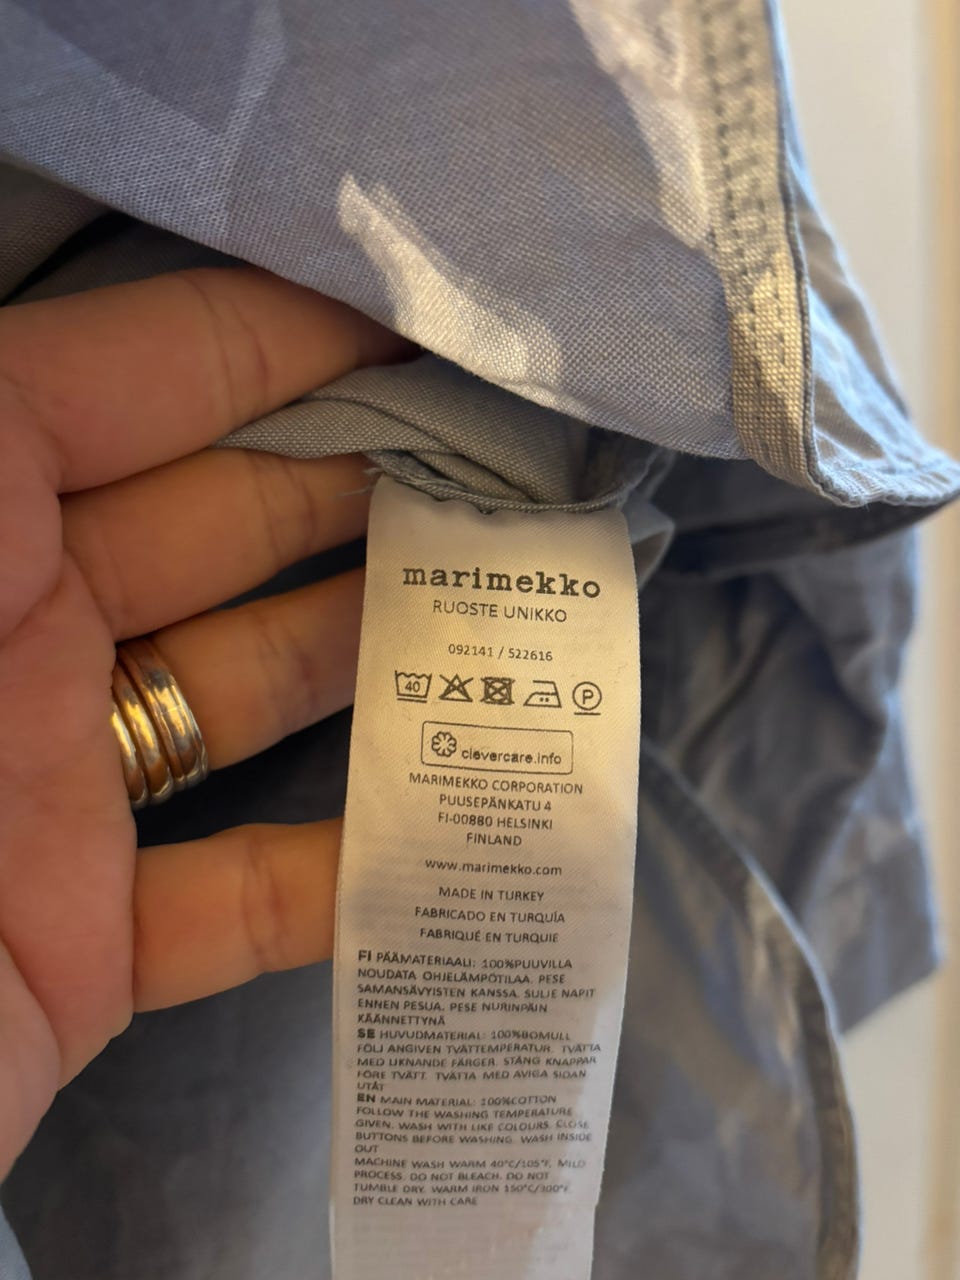 marimekko
RUOSTE UNIKKO
092141 / 522616
40
P
clevercare.info
MARIMEKKO CORPORATION
PUUSEPÄNKATU 4
FI-00880 HELSINKI
FINLAND
www.marimekko.com
MADE IN TURKEY
FABRICADO EN TURQUÍA
FABRIQUÉ EN TURQUIE
FI PÄÄMATERIAALI: 100%PUUVILLA
NOUDATA OHJELÄMPÖTILAA. PESE
SAMANSÄVYISTEN KANSSA. SULJE NAPIT
ENNEN PESUA. PESE NURINPÄIN
KÄÄNNETTYNÄ
SE HUVUDMATERIAL: 100%BOMULL
FÖLJ ANGIVEN TVÄTTEMPERATUR. TVÄTTA
MED LIKNANDE FÄRGER. STÄNG KNAPPAR
FÖRE TVÄTT. TVÄTTA MED AVIGA SIDAN
UTÅT
EN MAIN MATERIAL: 100%COTTON
FOLLOW THE WASHING TEMPERATURE
GIVEN. WASH WITH LIKE COLOURS. CLOSE
BUTTONS BEFORE WASHING. WASH INSIDE
OUT
MACHINE WASH WARM 40°C/105°F, MILD
PROCESS. DO NOT BLEACH. DO NOT
TUMBLE DRY. WARM IRON 150°C/300°F
DRY CLEAN WITH CARE